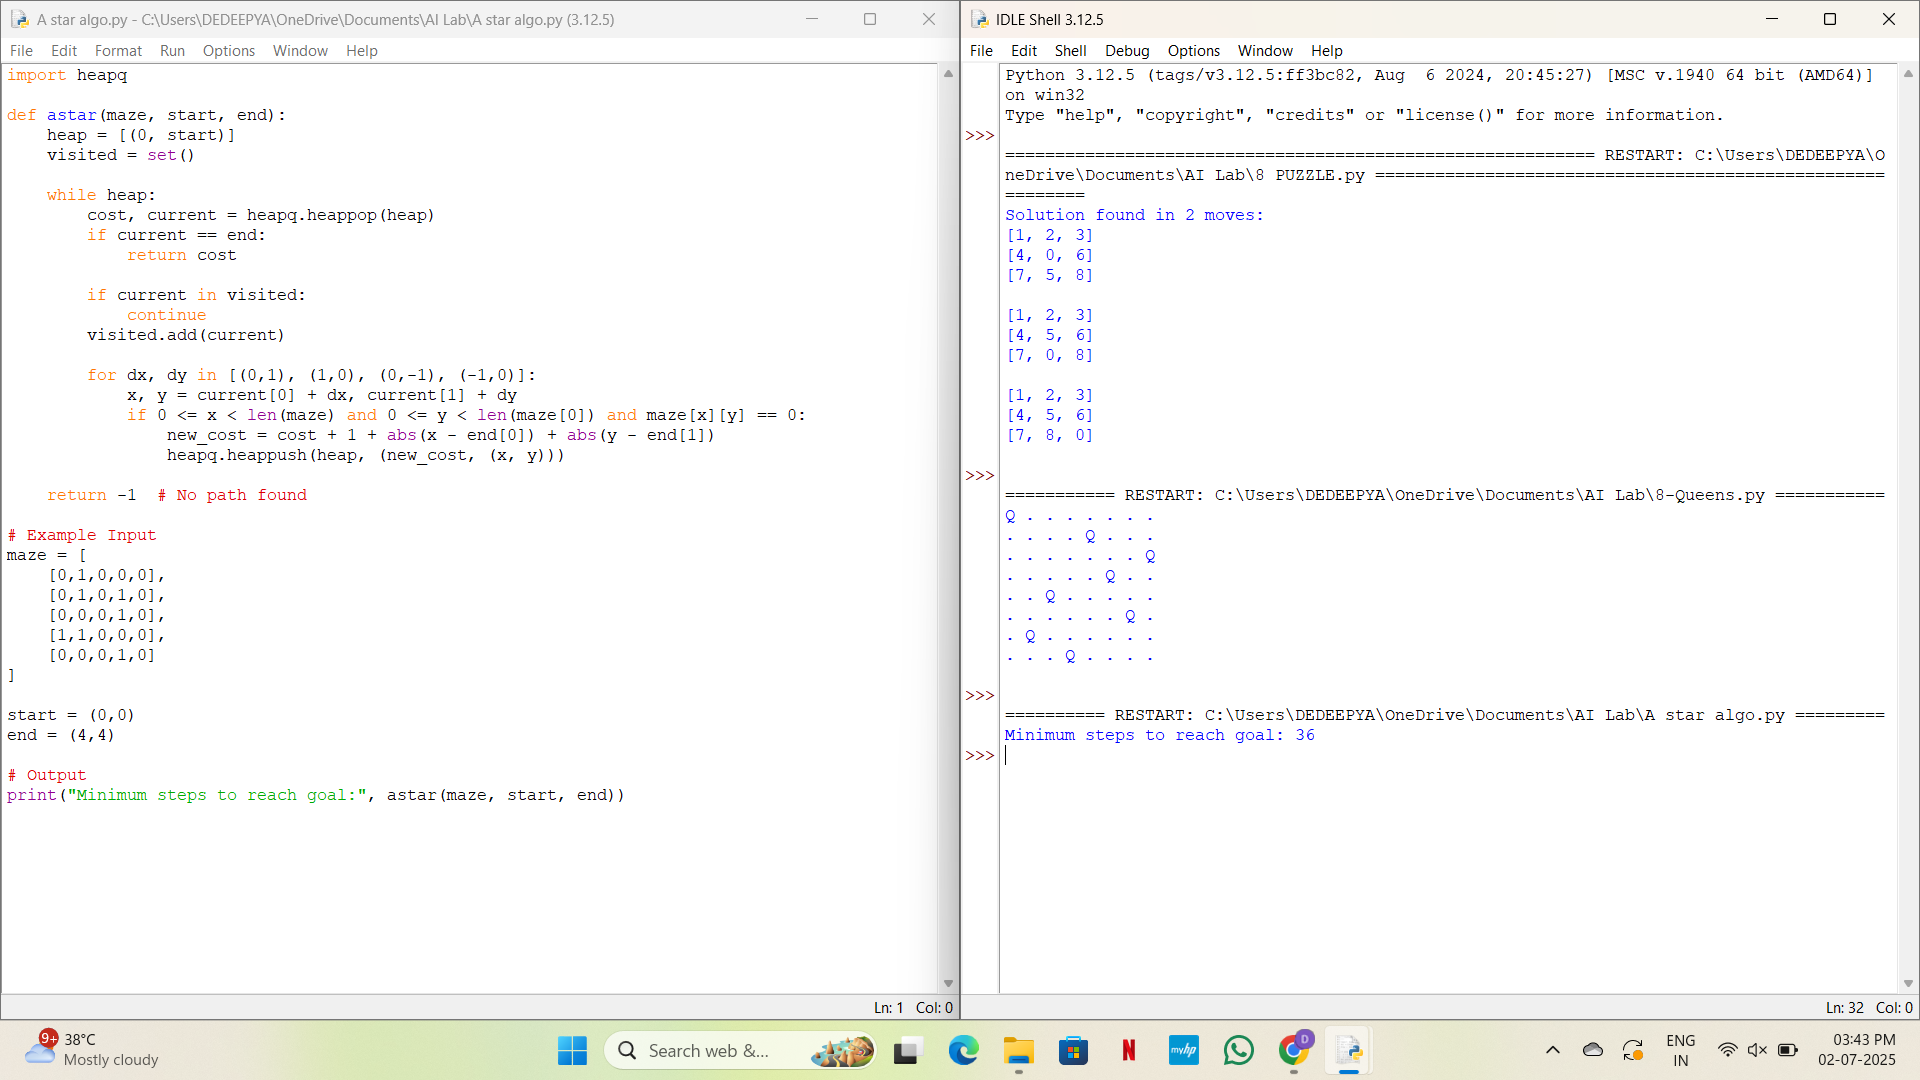 A star algo.py - C:\Users\DEDEEPYA\OneDrive\Documents\AI Lab\A star algo.py (3.12.5)
File Edit Format Run Options Window Help
import heapq
def astar(maze, start, end):
    heap = [(0, start)]
    visited = set()
    while heap:
        cost, current = heapq.heappop(heap)
        if current == end:
            return cost
        if current in visited:
            continue
        visited.add(current)
        for dx, dy in [(0,1), (1,0), (0,-1), (-1,0)]:
            x, y = current[0] + dx, current[1] + dy
            if 0 <= x < len(maze) and 0 <= y < len(maze[0]) and maze[x][y] == 0:
                new_cost = cost + 1 + abs(x - end[0]) + abs(y - end[1])
                heapq.heappush(heap, (new_cost, (x, y)))
    return -1  # No path found
# Example Input
maze = [
    [0,1,0,0,0],
    [0,1,0,1,0],
    [0,0,0,1,0],
    [1,1,0,0,0],
    [0,0,0,1,0]
]
start = (0,0)
end = (4,4)
# Output
print("Minimum steps to reach goal:", astar(maze, start, end))
Ln: 1 Col: 0
IDLE Shell 3.12.5
File Edit Shell Debug Options Window Help
Python 3.12.5 (tags/v3.12.5:ff3bc82, Aug  6 2024, 20:45:27) [MSC v.1940 64 bit (AMD64)]
on win32
Type "help", "copyright", "credits" or "license()" for more information.
>>>
=========================================================== RESTART: C:\Users\DEDEEPYA\O
neDrive\Documents\AI Lab\8 PUZZLE.py ===================================================
========
Solution found in 2 moves:
[1, 2, 3]
[4, 0, 6]
[7, 5, 8]
[1, 2, 3]
[4, 5, 6]
[7, 0, 8]
[1, 2, 3]
[4, 5, 6]
[7, 8, 0]
>>>
=========== RESTART: C:\Users\DEDEEPYA\OneDrive\Documents\AI Lab\8-Queens.py ===========
Q . . . . . . .
. . . . Q . . .
. . . . . . . Q
. . . . . Q . .
. . Q . . . . .
. . . . . . Q .
. Q . . . . . .
. . . Q . . . .
>>>
========== RESTART: C:\Users\DEDEEPYA\OneDrive\Documents\AI Lab\A star algo.py =========
Minimum steps to reach goal: 36
>>>
Ln: 32 Col: 0
9+
38°C
Mostly cloudy
Search web &...
N
myhp
D
ENG
IN
03:43 PM
02-07-2025